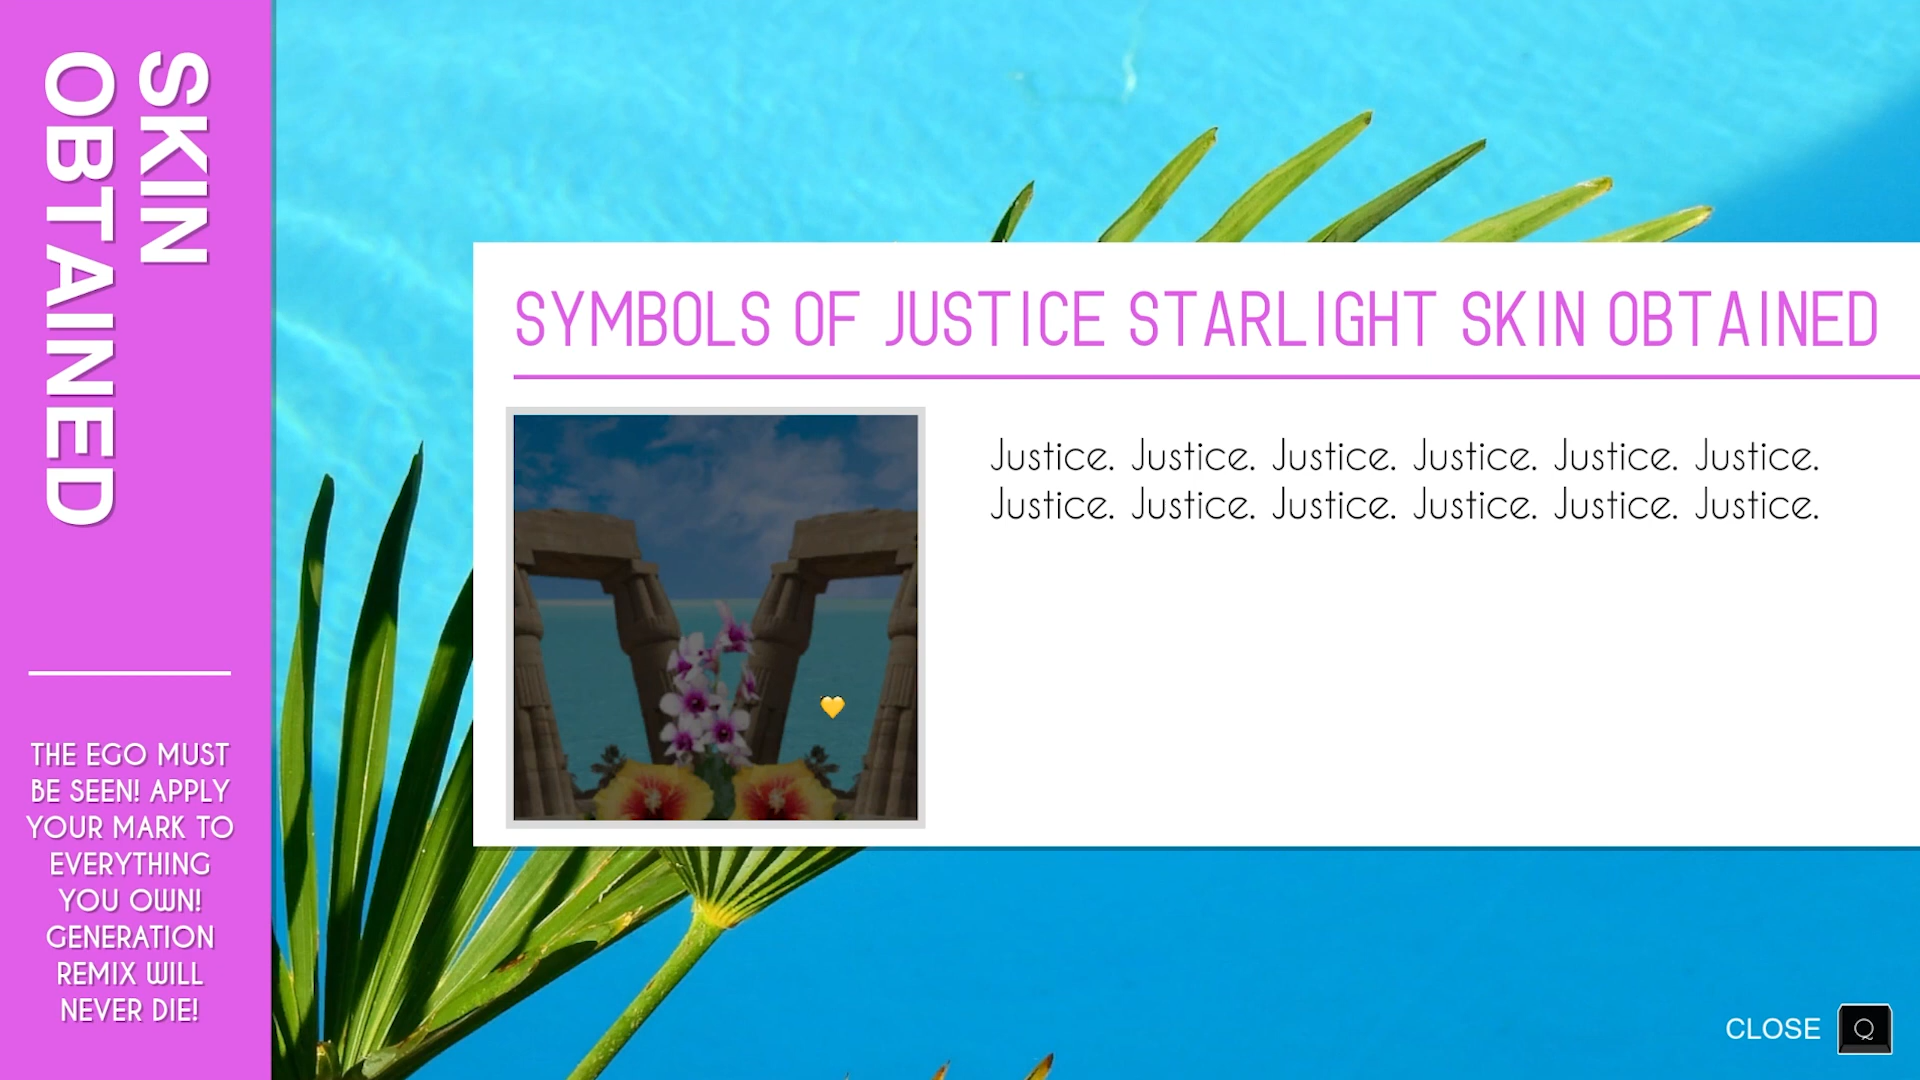 SKIN
OBTAINED
THE EGO MUST
BE SEEN! APPLY
YOUR MARK TO
EVERYTHING
YOU OWN!
GENERATION
REMIX WILL
NEVER DIE!
SYMBOLS OF JUSTICE STARLIGHT SKIN OBTAINED
Justice. Justice. Justice. Justice. Justice. Justice.
Justice. Justice. Justice. Justice. Justice. Justice.
CLOSE Q